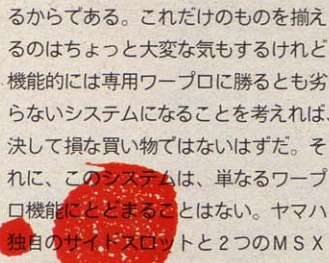 るからである。これだけのものを揃え
るのはちょっと大変な気もするけれど
機能的には専用ワープロに勝るとも劣
らないシステムになることを考えれば、
決して損な買い物ではないはずだ。そ
れに、このシステムは、単なるワープ
ロ機能にとどまることはない。ヤマハ
独自のサイドスロットと2つのMSX